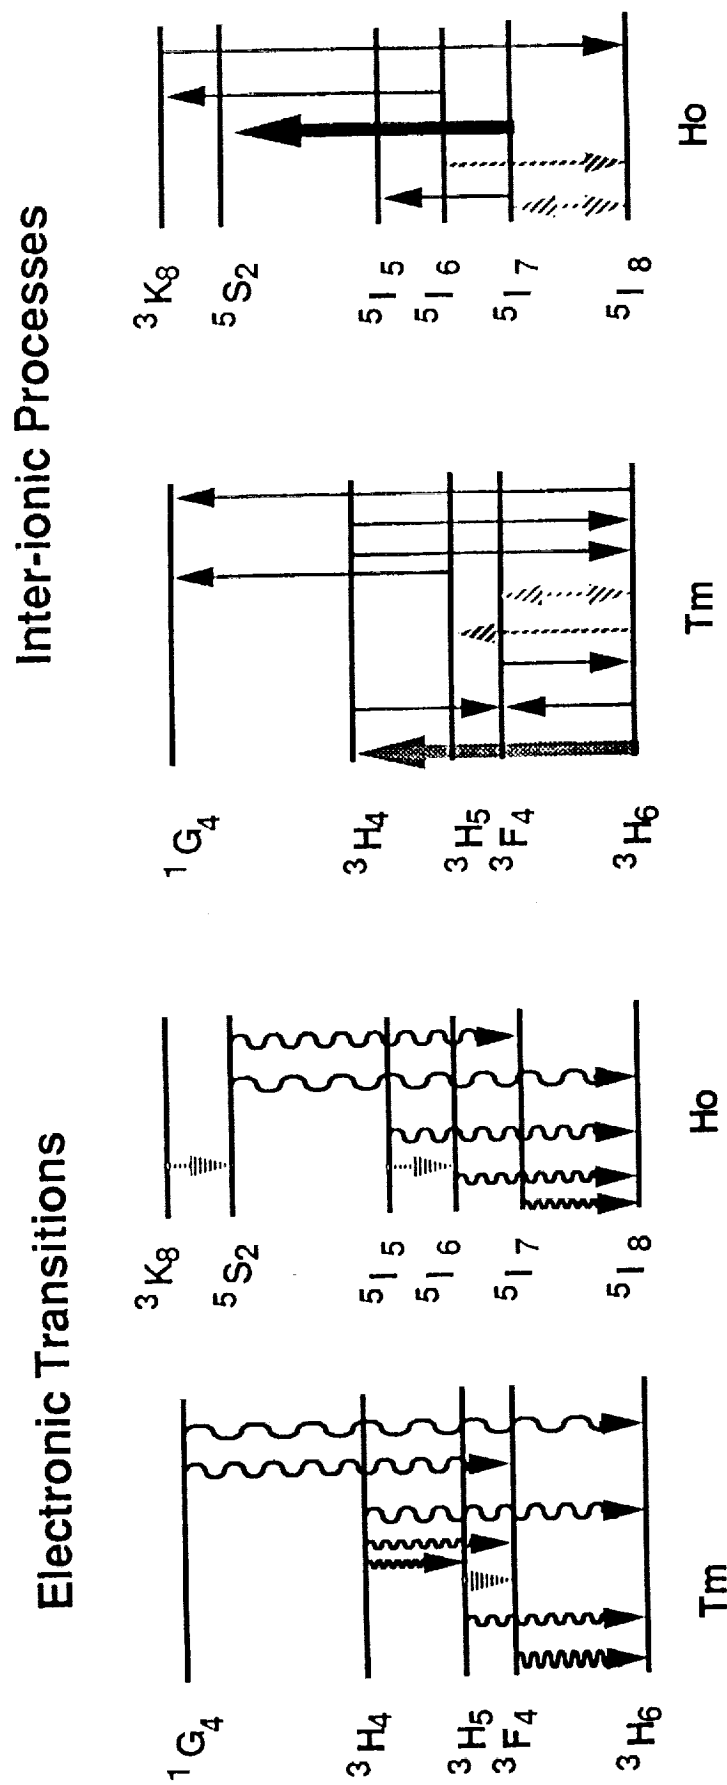 Inter-ionic Processes
³K₈
⁵S₂
⁵I₅
⁵I₆
⁵I₇
⁵I₈
Ho
¹G₄
³H₄
³H₅
³F₄
³H₆
Tm
Electronic Transitions
³K₈
⁵S₂
⁵I₅
⁵I₆
⁵I₇
⁵I₈
Ho
¹G₄
³H₄
³H₅
³F₄
³H₆
Tm